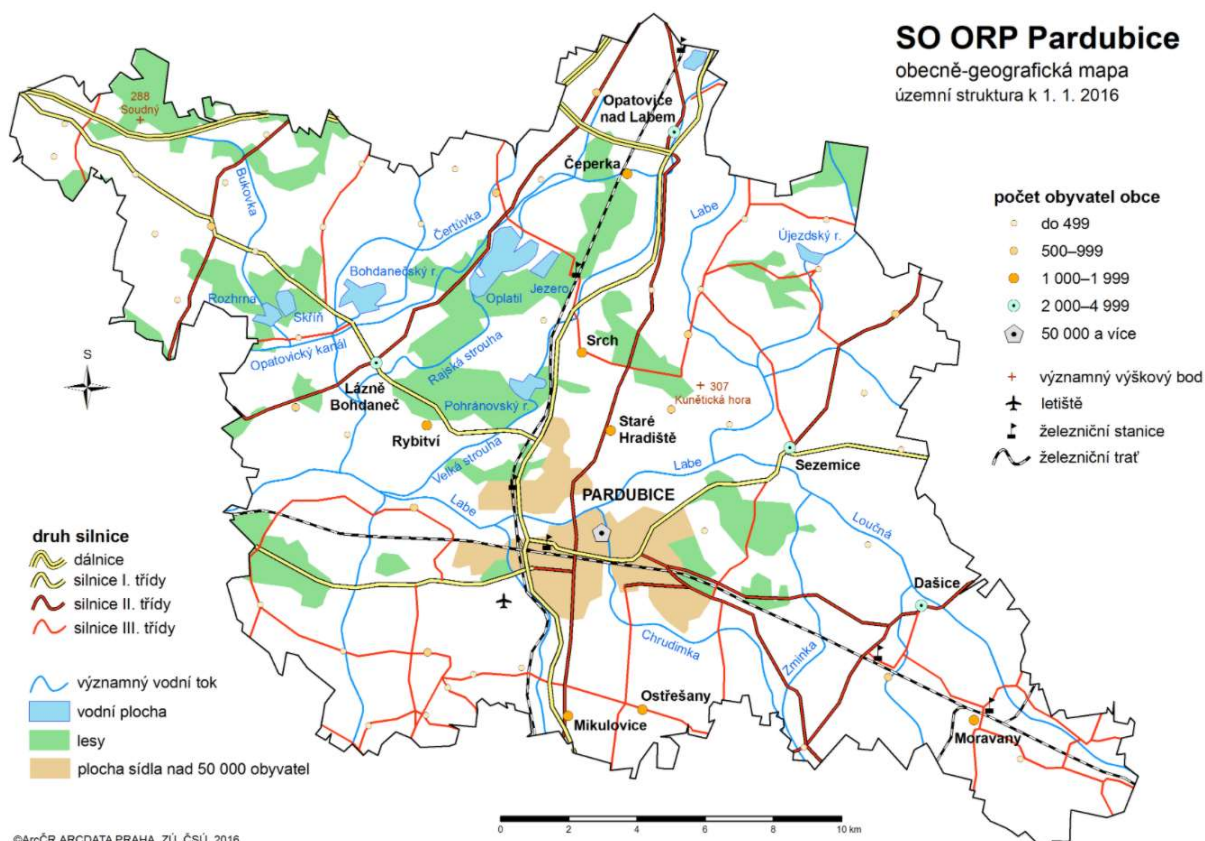 SO ORP Pardubice
obecně-geografická mapa
územní struktura k 1. 1. 2016
288
Soudný
Opatovice
nad Labem
Čeperka
Bukovka
Labe
Čertůvka
Újezdský r.
Bohdanečský r.
Rozhrna
Oplatil
Jezero
Skříň
Opatovický kanál
Rajská strouha
Srch
S
Lázně
Bohdaneč
307
Kunětická hora
Pohránovský r.
Rybitví
Staré
Hradiště
Velká strouha
Labe
Sezemice
PARDUBICE
Labe
Loučná
Dašice
Chrudimka
Zminka
Ostřešany
Mikulovice
Moravany
počet obyvatel obce
do 499
500–999
1 000–1 999
2 000–4 999
50 000 a více
významný výškový bod
letiště
železniční stanice
železniční trať
druh silnice
dálnice
silnice I. třídy
silnice II. třídy
silnice III. třídy
významný vodní tok
vodní plocha
lesy
plocha sídla nad 50 000 obyvatel
0 2 4 6 8 10 km
©ArcČR ARCDATA PRAHA, ZÚ, ČSÚ, 2016